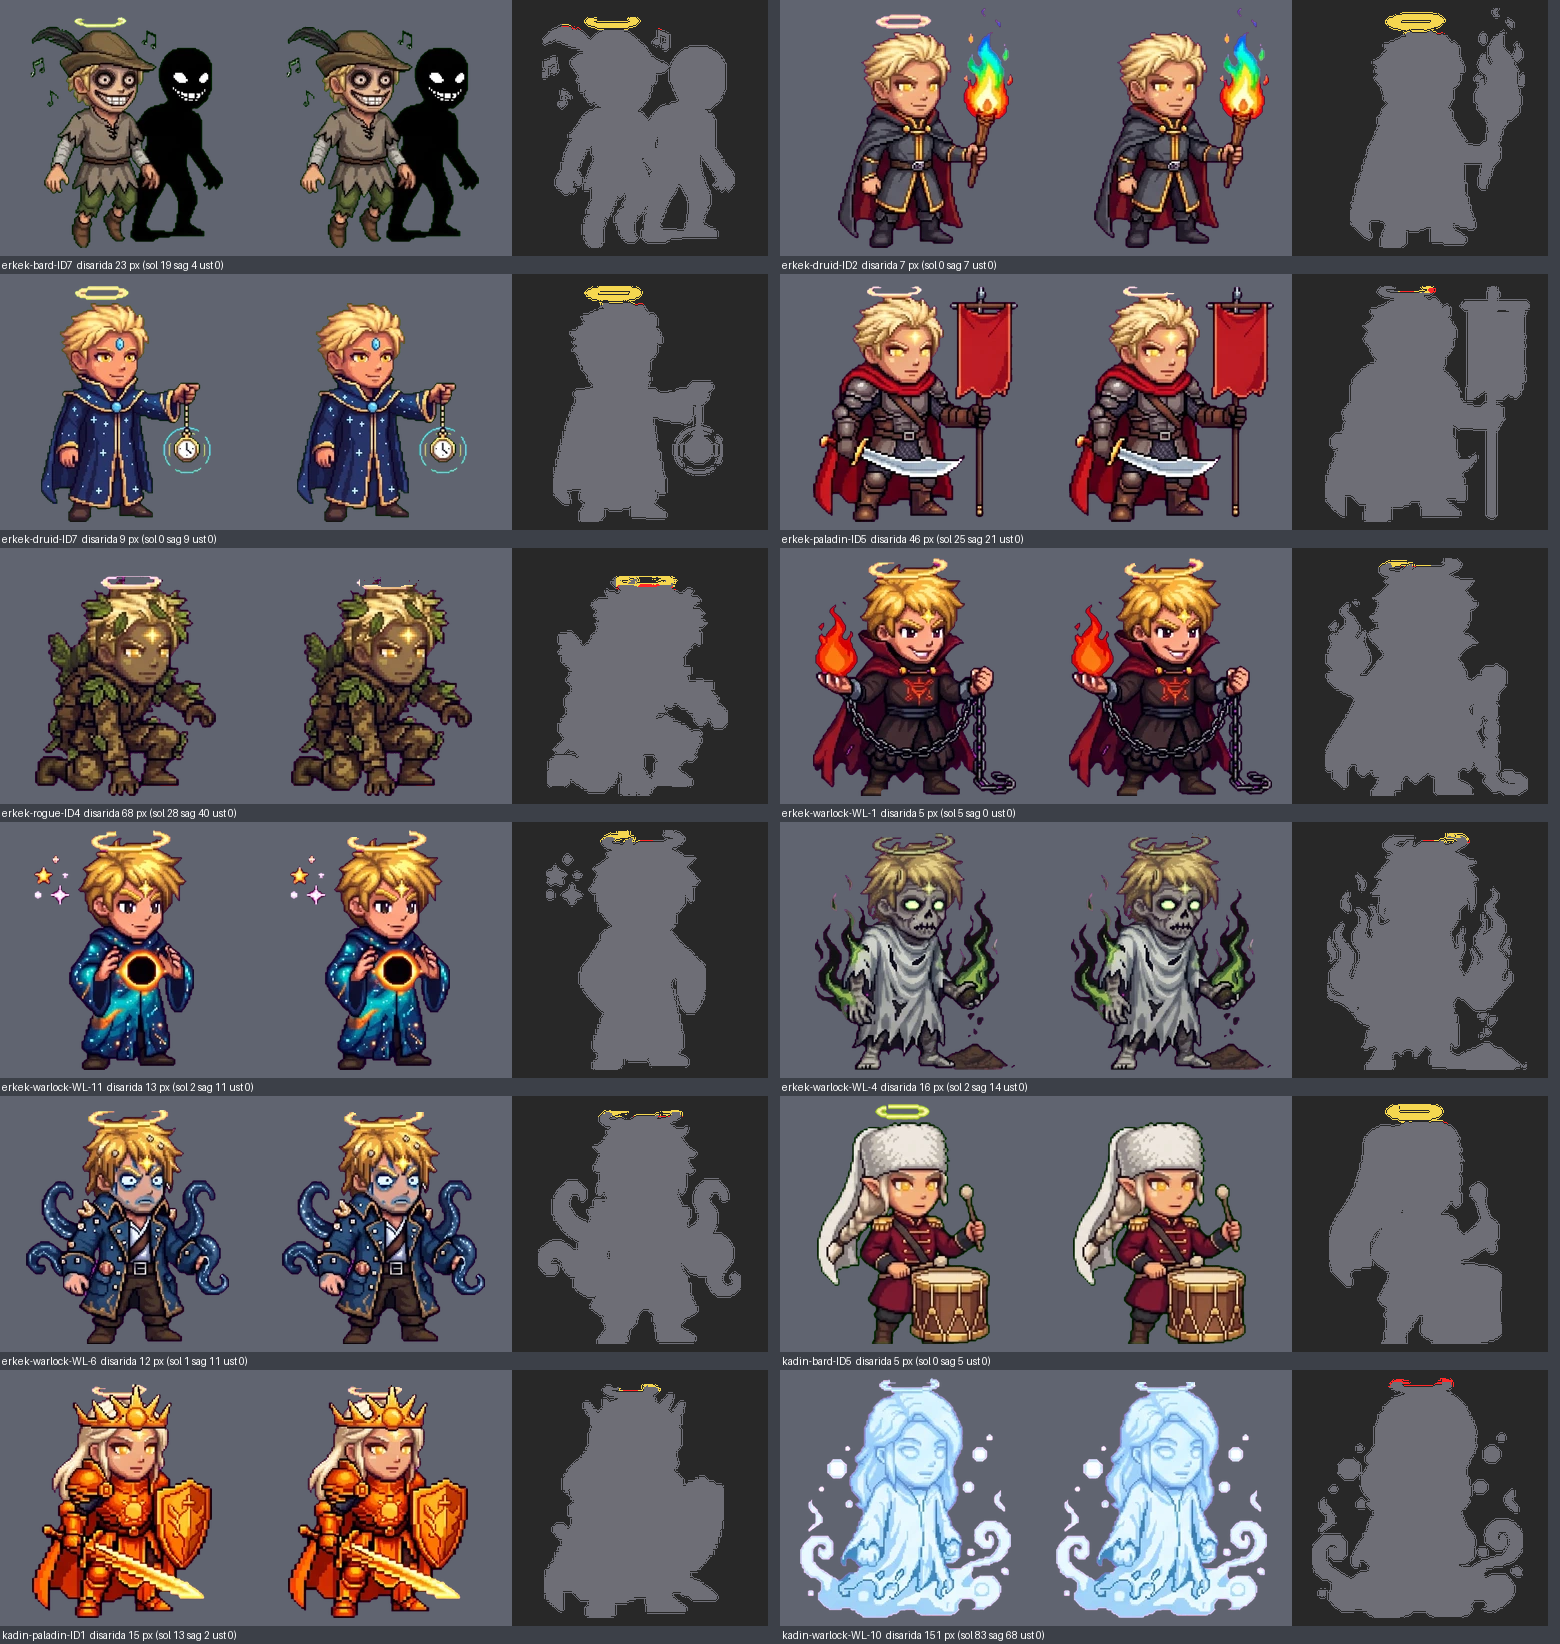 erkek-bard-ID7 disarida 23 px (sol 19 sag 4 ust 0)
erkek-druid-ID2 disarida 7 px (sol 0 sag 7 ust 0)
erkek-druid-ID7 disarida 9 px (sol 0 sag 9 ust 0)
erkek-paladin-ID5 disarida 46 px (sol 25 sag 21 ust 0)
erkek-rogue-ID4 disarida 68 px (sol 28 sag 40 ust 0)
erkek-warlock-WL-1 disarida 5 px (sol 5 sag 0 ust 0)
erkek-warlock-WL-11 disarida 13 px (sol 2 sag 11 ust 0)
erkek-warlock-WL-4 disarida 16 px (sol 2 sag 14 ust 0)
erkek-warlock-WL-6 disarida 12 px (sol 1 sag 11 ust 0)
kadin-bard-ID5 disarida 5 px (sol 0 sag 5 ust 0)
kadin-paladin-ID1 disarida 15 px (sol 13 sag 2 ust 0)
kadin-warlock-WL-10 disarida 151 px (sol 83 sag 68 ust 0)